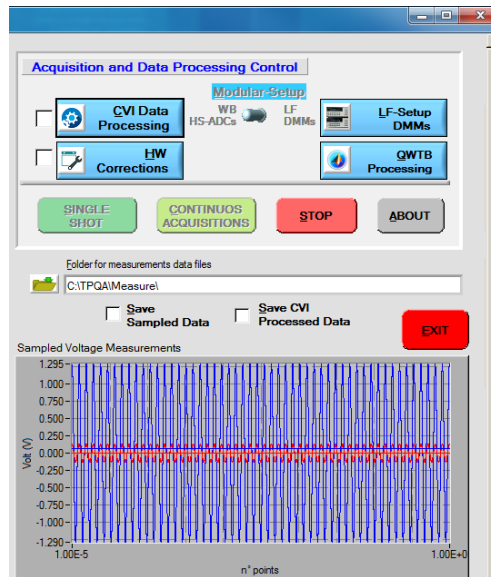 Acquisition and Data Processing Control
Modular-Setup
CVI Data
Processing
WB
HS-ADCs
LF
DMMs
LF-Setup
DMMs
HW
Corrections
QWTB
Processing
SINGLE
SHOT
CONTINUOS
ACQUISITIONS
STOP
ABOUT
Folder for measurements data files
C:\TPQA\Measure\
Save
Sampled Data
Save CVI
Processed Data
EXIT
Sampled Voltage Measurements
Volt (V)
1.295
1.000
0.750
0.500
0.250
0.000
-0.250
-0.500
-0.750
-1.000
-1.290
1.00E-5
1.00E+0
n° points